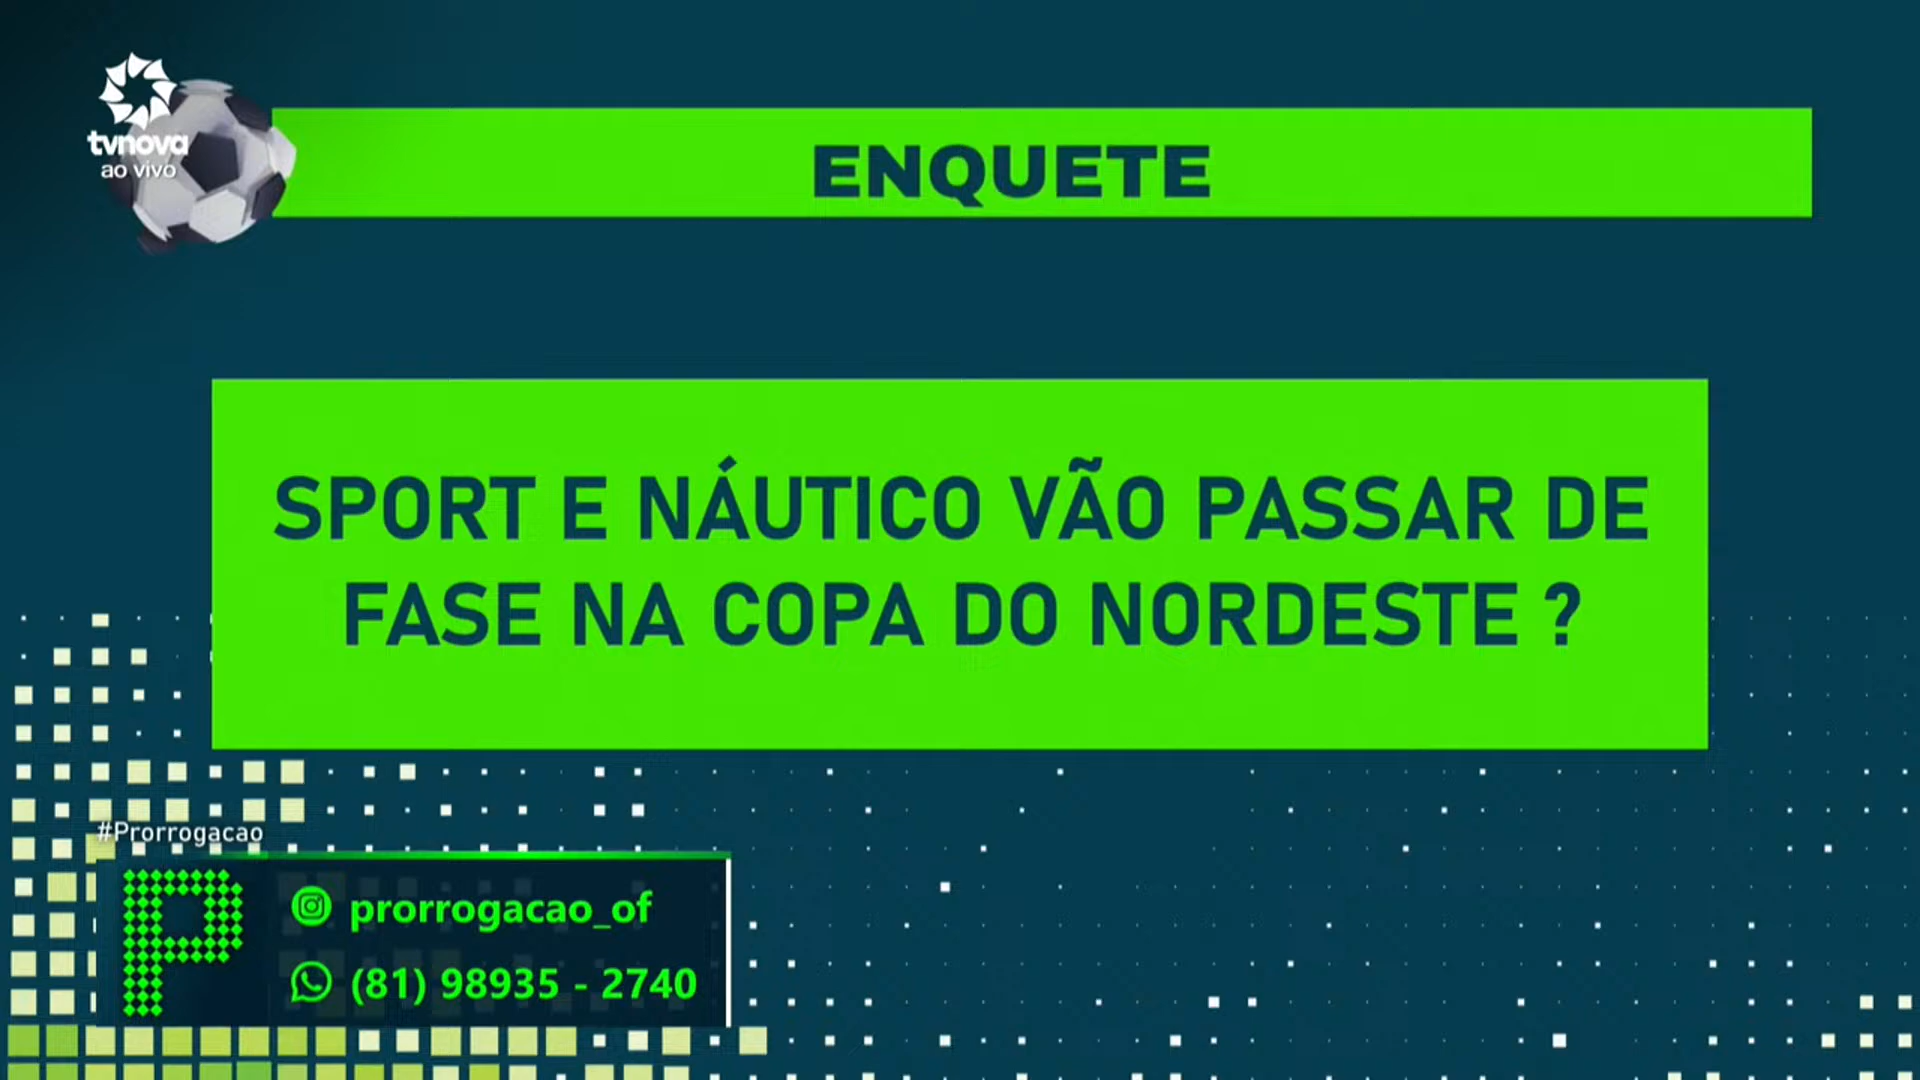 tvnova
ao vivo
ENQUETE
SPORT E NÁUTICO VÃO PASSAR DE
FASE NA COPA DO NORDESTE ?
#Prorrogacao
P
prorrogacao_of
(81) 98935 - 2740